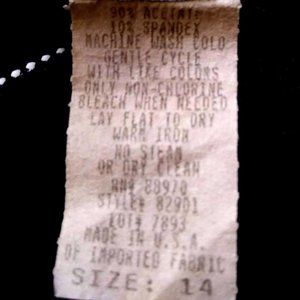 90% ACETATE
10% SPANDEX
MACHINE WASH COLD
GENTLE CYCLE
WITH LIKE COLORS
ONLY NON-CHLORINE
BLEACH WHEN NEEDED
LAY FLAT TO DRY
WARM IRON
NO STEAM
OR DRY CLEAN
RN# 88970
STYLE# 82901
LOT# 7893
MADE IN U.S.A.
OF IMPORTED FABRIC
SIZE: 14